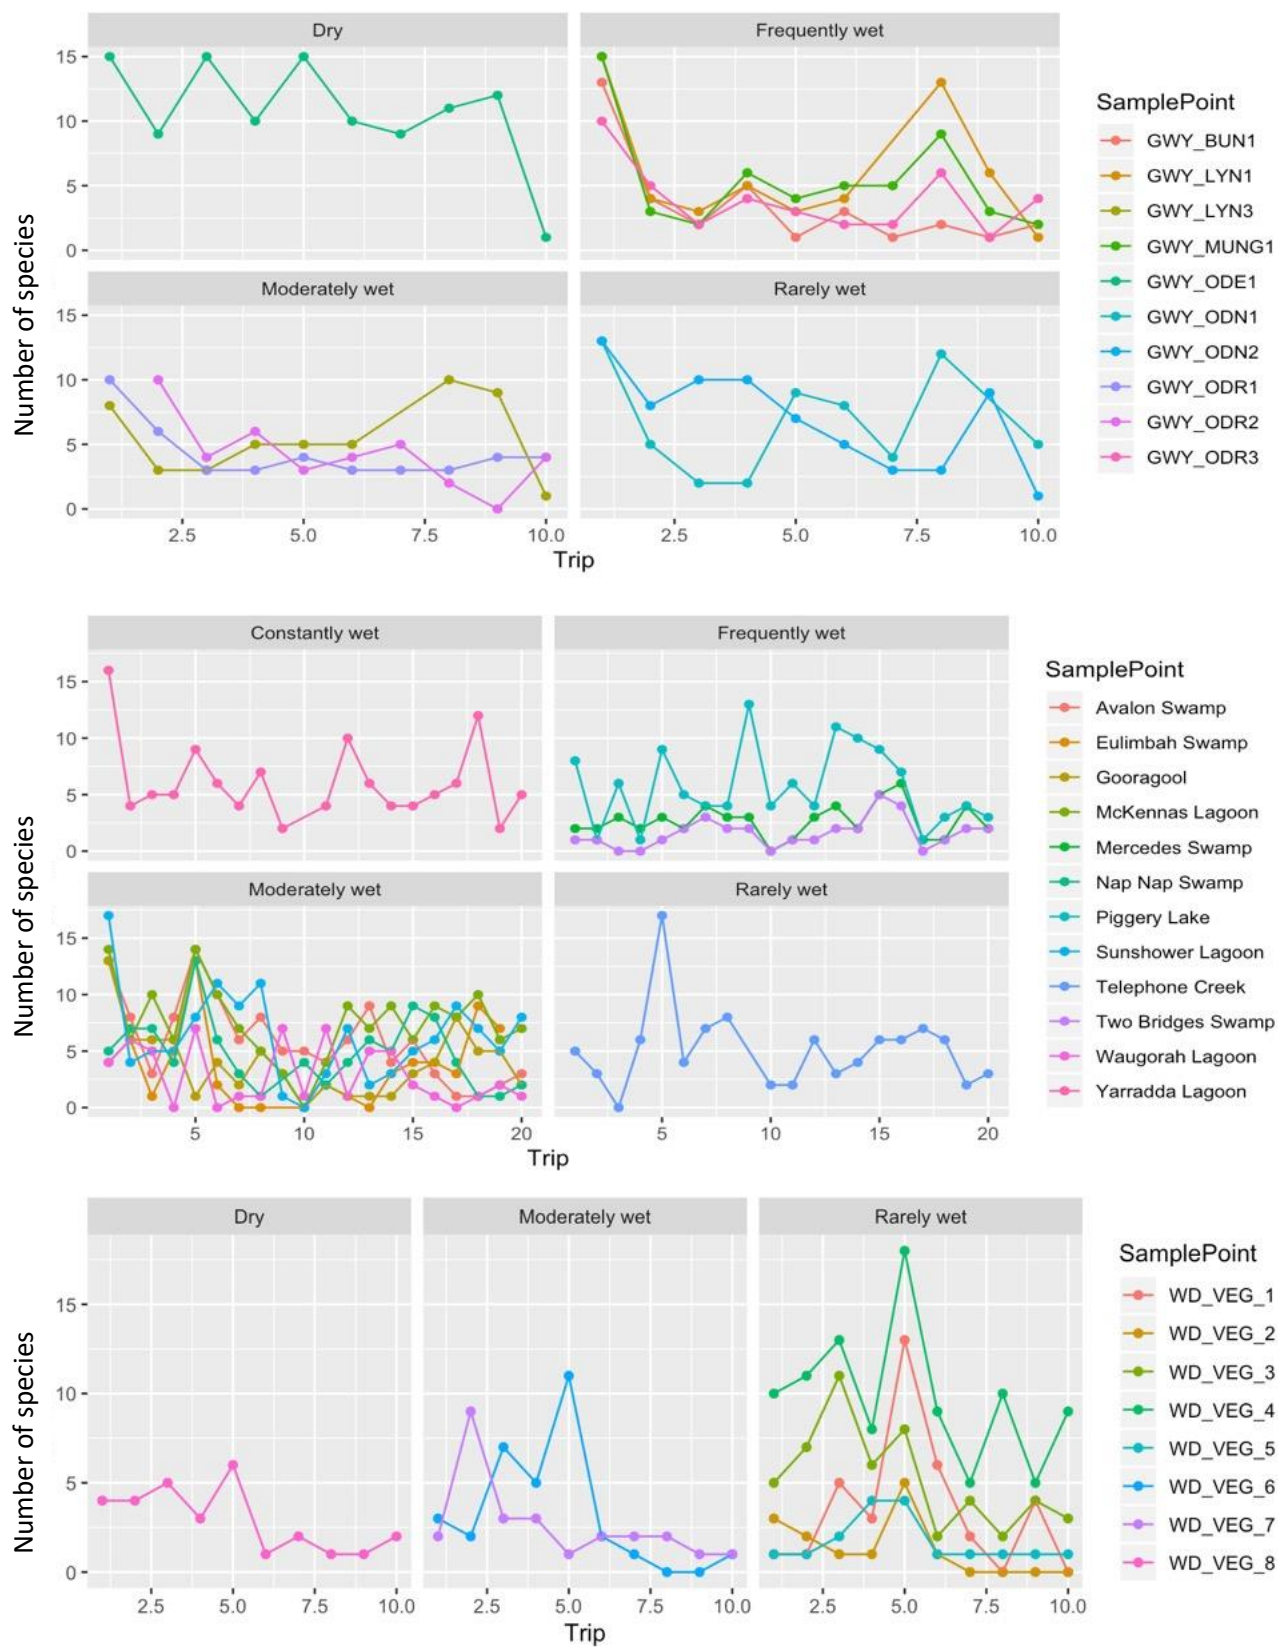 Dry
Frequently wet
15
10
5
0
Moderately wet
Rarely wet
15
10
5
0
2.5 5.0 7.5 10.0
2.5 5.0 7.5 10.0
Trip
Number of species
SamplePoint
GWY_BUN1
GWY_LYN1
GWY_LYN3
GWY_MUNG1
GWY_ODE1
GWY_ODN1
GWY_ODN2
GWY_ODR1
GWY_ODR2
GWY_ODR3
Constantly wet
Frequently wet
15
10
5
0
Moderately wet
Rarely wet
15
10
5
0
5 10 15 20
5 10 15 20
Trip
Number of species
SamplePoint
Avalon Swamp
Eulimbah Swamp
Gooragool
McKennas Lagoon
Mercedes Swamp
Nap Nap Swamp
Piggery Lake
Sunshower Lagoon
Telephone Creek
Two Bridges Swamp
Waugorah Lagoon
Yarradda Lagoon
Dry
Moderately wet
Rarely wet
15
10
5
0
2.5 5.0 7.5 10.0
2.5 5.0 7.5 10.0
2.5 5.0 7.5 10.0
Trip
Number of species
SamplePoint
WD_VEG_1
WD_VEG_2
WD_VEG_3
WD_VEG_4
WD_VEG_5
WD_VEG_6
WD_VEG_7
WD_VEG_8